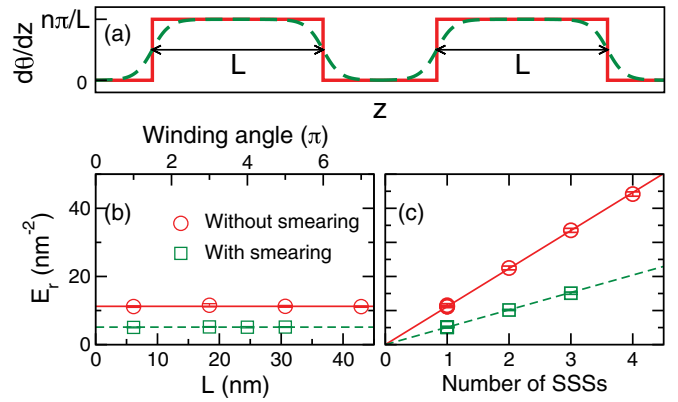 nπ/L
(a)
dθ/dz
L
L
0
z
Winding angle (π)
0 2 4 6
(b)
(c)
Without smearing
With smearing
E_r (nm^-2)
40
20
0
0 10 20 30 40
0 1 2 3 4
L (nm)
Number of SSSs